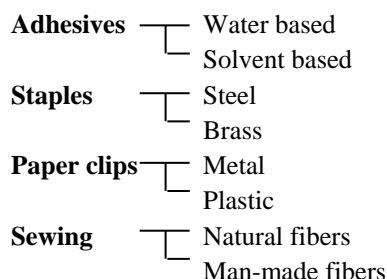 Adhesives Water based
Solvent based
Staples Steel
Brass
Paper clips Metal
Plastic
Sewing Natural fibers
Man-made fibers